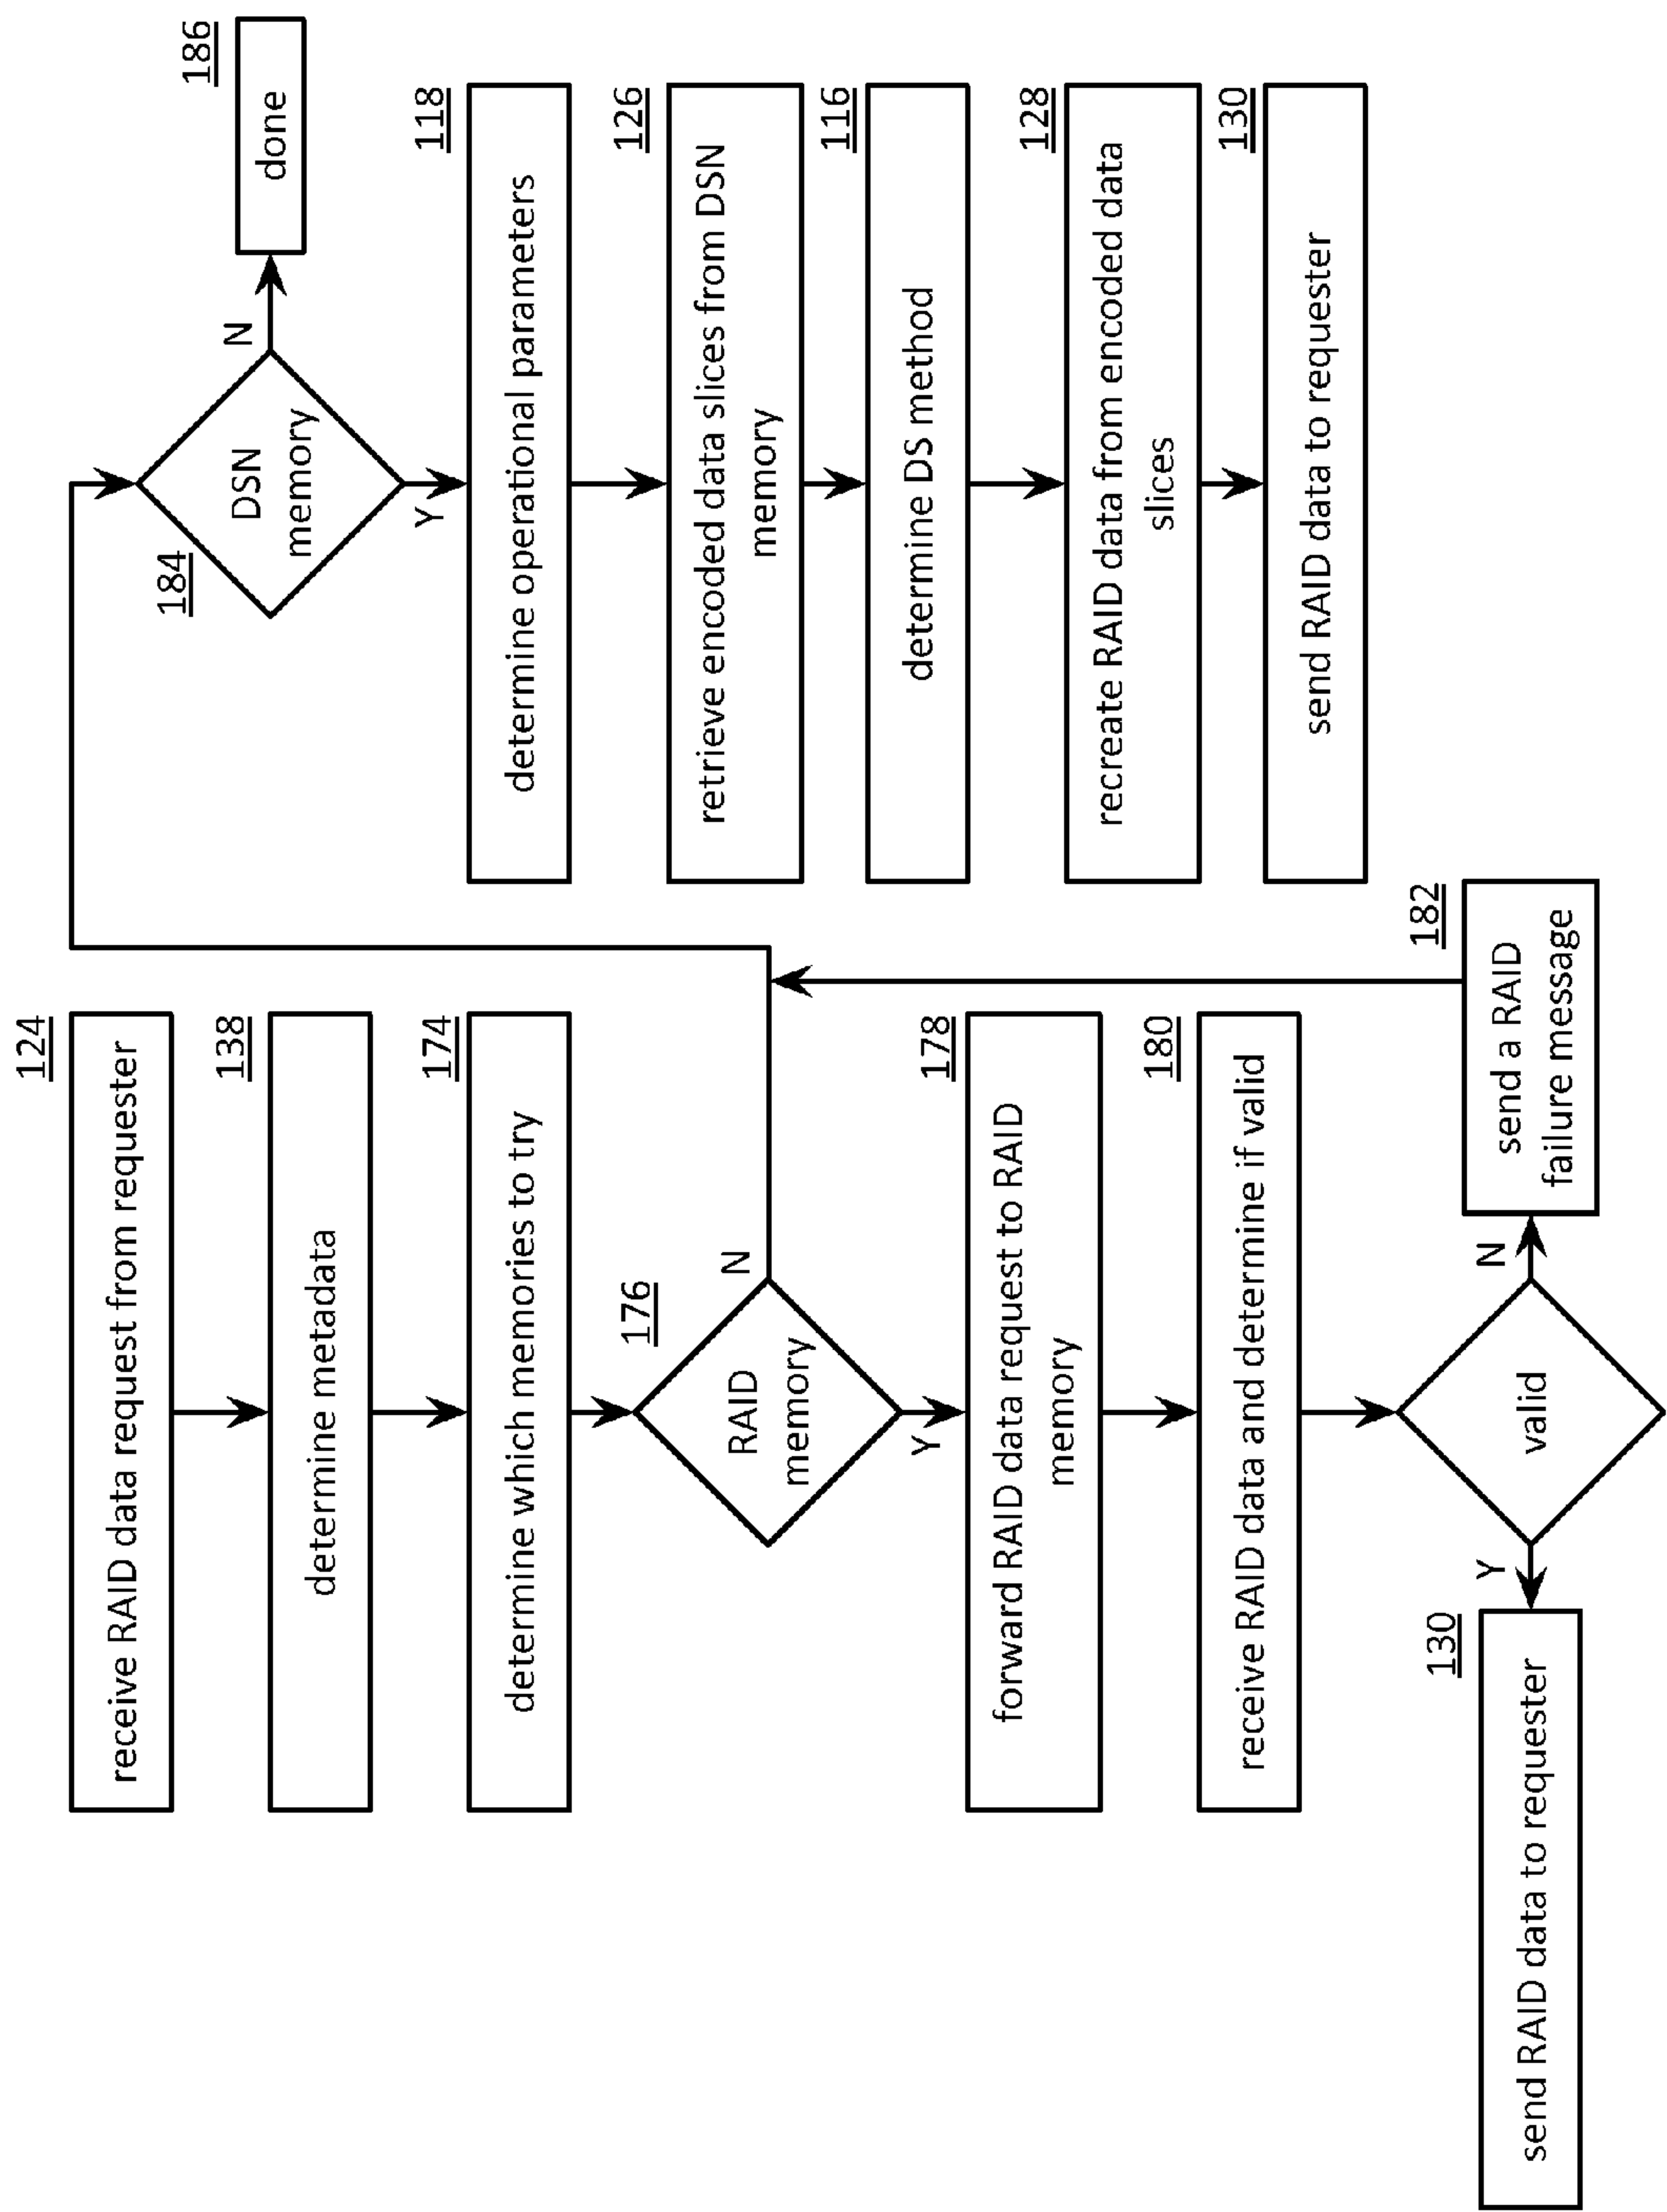 124
receive RAID data request from requester
138
determine metadata
174
determine which memories to try
176
RAID
memory
N
Y
178
forward RAID data request to RAID
memory
180
receive RAID data and determine if valid
valid
Y
N
130
send RAID data to requester
182
send a RAID
failure message
184
DSN
memory
N
Y
186
done
118
determine operational parameters
126
retrieve encoded data slices from DSN
memory
116
determine DS method
128
recreate RAID data from encoded data
slices
130
send RAID data to requester